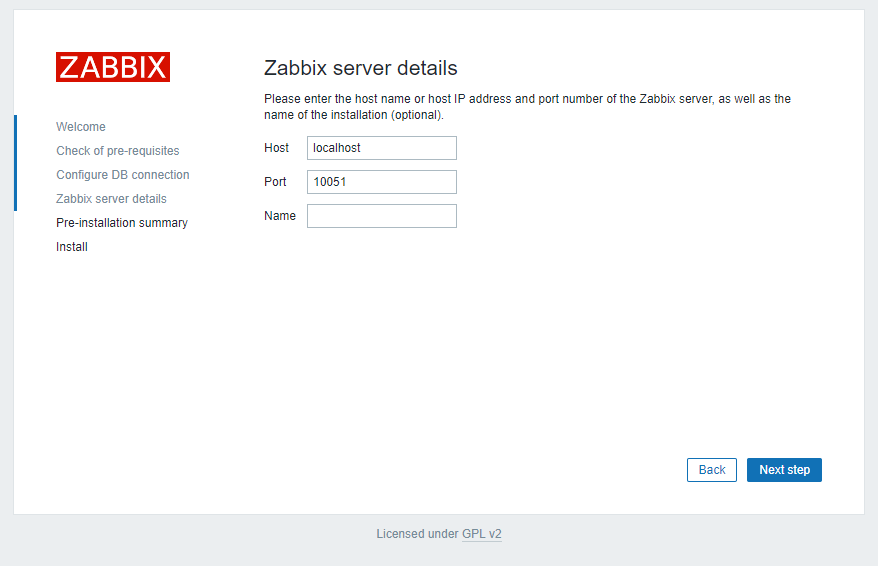 ZABBIX
Welcome
Check of pre-requisites
Configure DB connection
Zabbix server details
Pre-installation summary
Install
Zabbix server details
Please enter the host name or host IP address and port number of the Zabbix server, as well as the
name of the installation (optional).
Host localhost
Port 10051
Name
Back Next step
Licensed under GPL v2